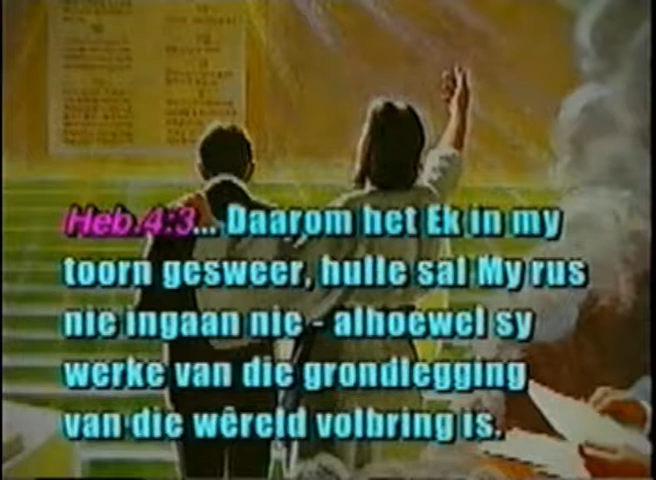 Heb.4:3... Daarom het Ek in my
toorn gesweer, hulle sal My rus
nie ingaan nie - alhoewel sy
werke van die grondlegging
van die wêreld volbring is.